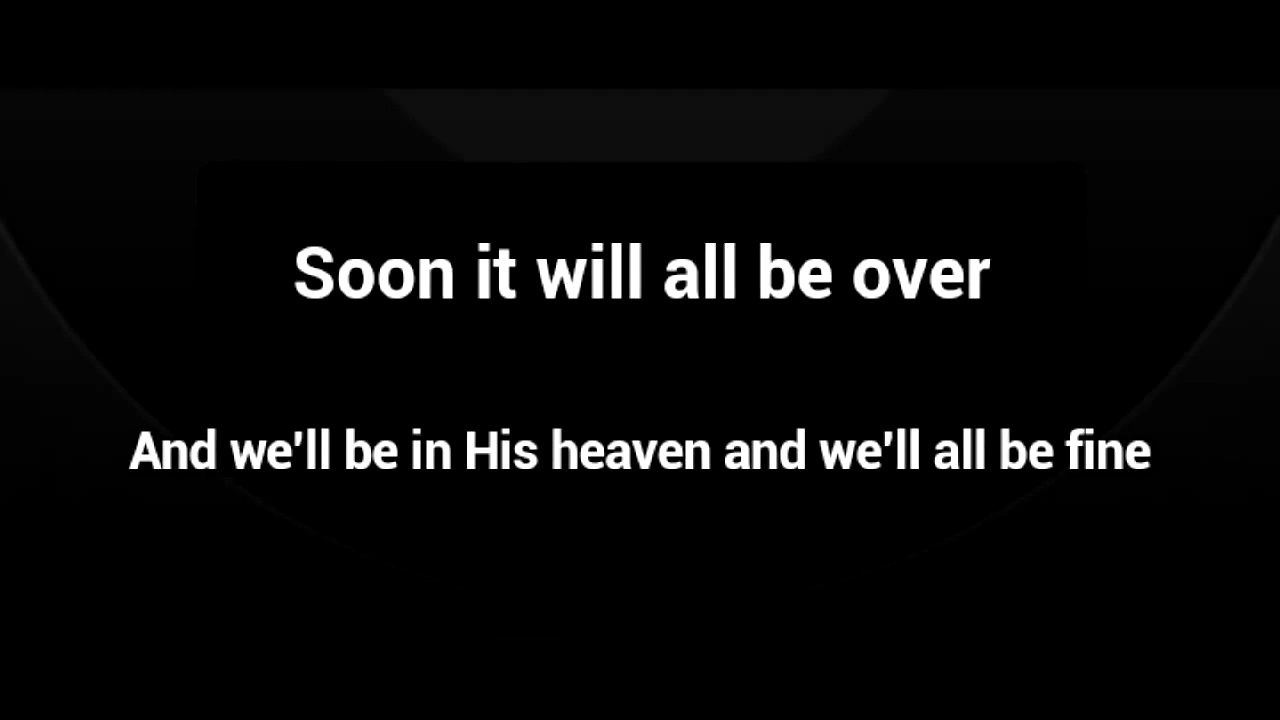 Soon it will all be over
And we'll be in His heaven and we'll all be fine